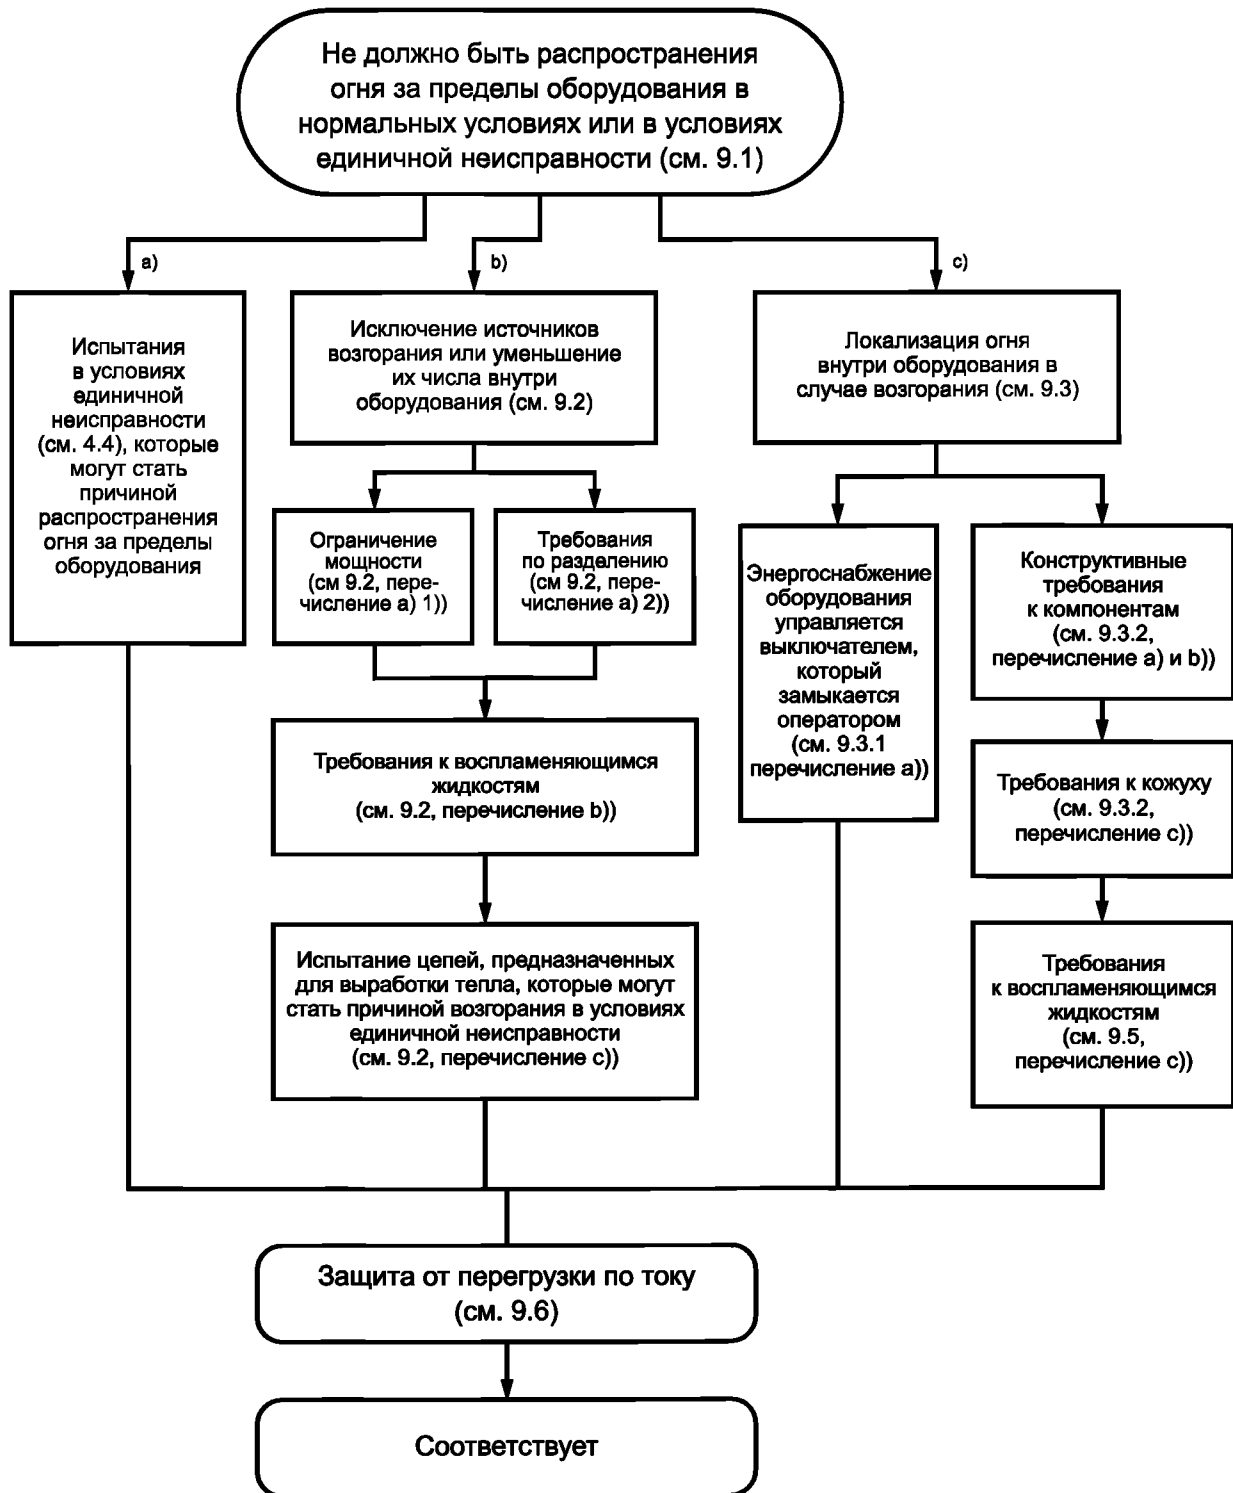 Не должно быть распространения
огня за пределы оборудования в
нормальных условиях или в условиях
единичной неисправности (см. 9.1)
a)
b)
c)
Испытания
в условиях
единичной
неисправности
(см. 4.4), которые
могут стать
причиной
распространения
огня за пределы
оборудования
Исключение источников
возгорания или уменьшение
их числа внутри
оборудования (см. 9.2)
Локализация огня
внутри оборудования в
случае возгорания (см. 9.3)
Ограничение
мощности
(см 9.2, пере-
числение a) 1))
Требования
по разделению
(см 9.2, пере-
числение a) 2))
Энергоснабжение
оборудования
управляется
выключателем,
который
замыкается
оператором
(см. 9.3.1
перечисление a))
Конструктивные
требования
к компонентам
(см. 9.3.2,
перечисление a) и b))
Требования к воспламеняющимся
жидкостям
(см. 9.2, перечисление b))
Требования к кожуху
(см. 9.3.2,
перечисление c))
Испытание цепей, предназначенных
для выработки тепла, которые могут
стать причиной возгорания в условиях
единичной неисправности
(см. 9.2, перечисление c))
Требования
к воспламеняющимся
жидкостям
(см. 9.5,
перечисление c))
Защита от перегрузки по току
(см. 9.6)
Соответствует